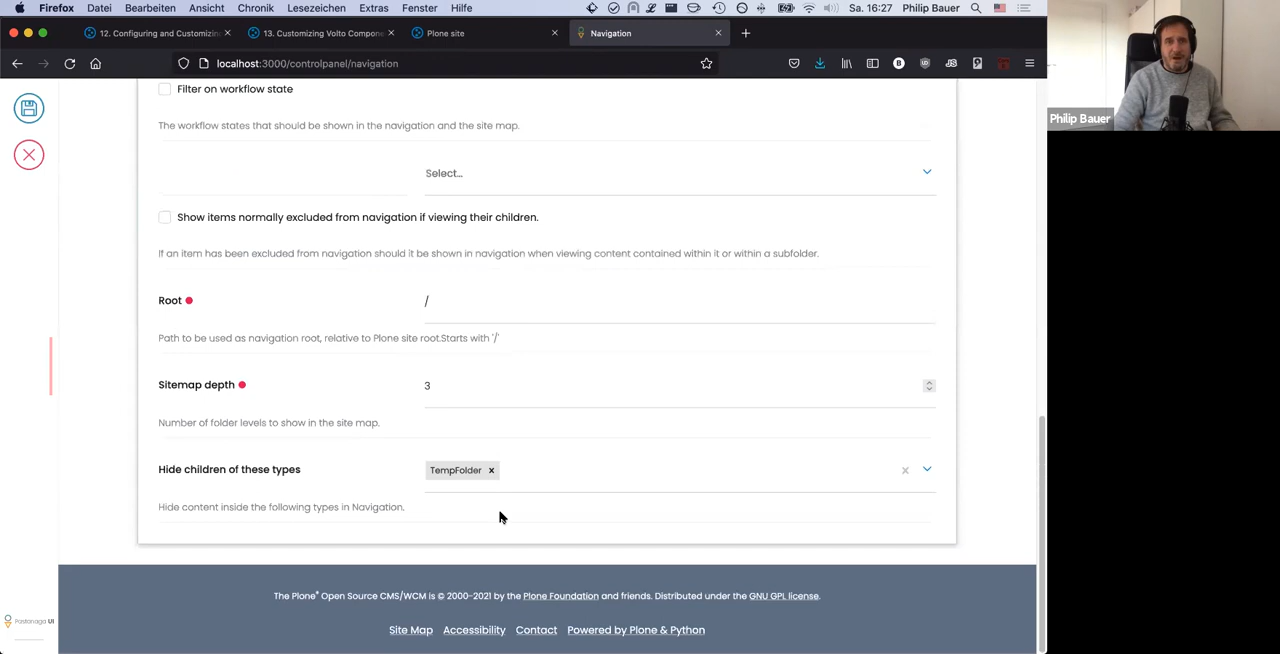 Firefox Datei Bearbeiten Ansicht Chronik Lesezeichen Extras Fenster Hilfe Sa. 16:27 Philip Bauer
12. Configuring and Customizin 13. Customizing Volto Compone Plone site Navigation
localhost:3000/controlpanel/navigation
Philip Bauer
Filter on workflow state
The workflow states that should be shown in the navigation and the site map.
Select...
Show items normally excluded from navigation if viewing their children.
If an item has been excluded from navigation should it be shown in navigation when viewing content contained within it or within a subfolder.
Root /
Path to be used as navigation root, relative to Plone site root.Starts with '/'
Sitemap depth 3
Number of folder levels to show in the site map.
Hide children of these types TempFolder
Hide content inside the following types in Navigation.
The Plone® Open Source CMS/WCM is © 2000-2021 by the Plone Foundation and friends. Distributed under the GNU GPL license.
Pastanaga UI
Site Map Accessibility Contact Powered by Plone & Python